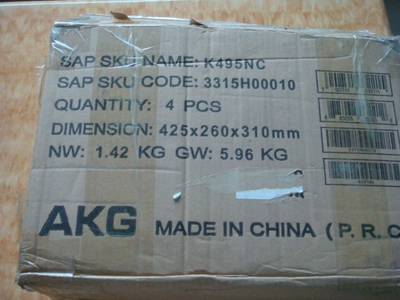 SAP SKU NAME: K495NC
SAP SKU CODE: 3315H00010
QUANTITY: 4 PCS
DIMENSION: 425x260x310mm
NW: 1.42 KG GW: 5.96 KG
AKG MADE IN CHINA (P. R. C